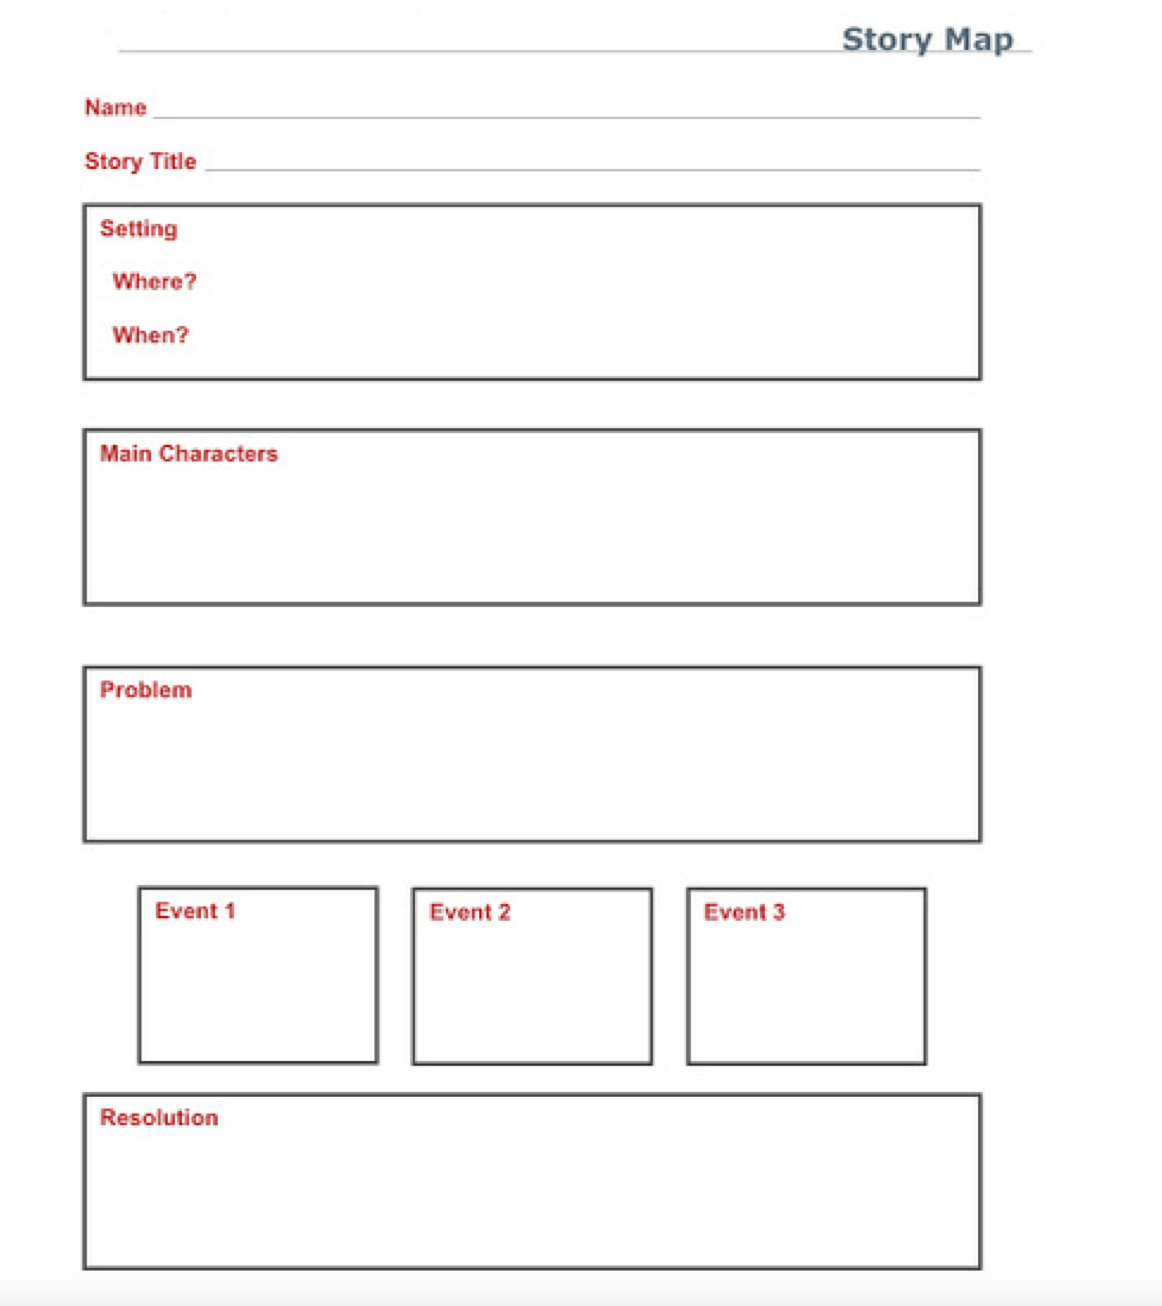 Story Map
Name
Story Title
Setting
Where?
When?
Main Characters
Problem
Event 1
Event 2
Event 3
Resolution